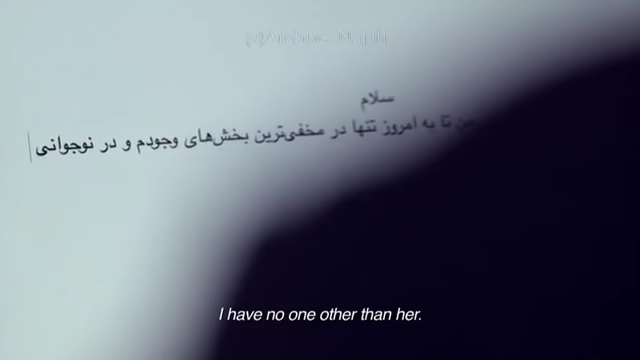 سلام
من تا به امروز تنها در مخفی‌ترین بخش‌های وجودم و در نوجوانی
I have no one other than her.